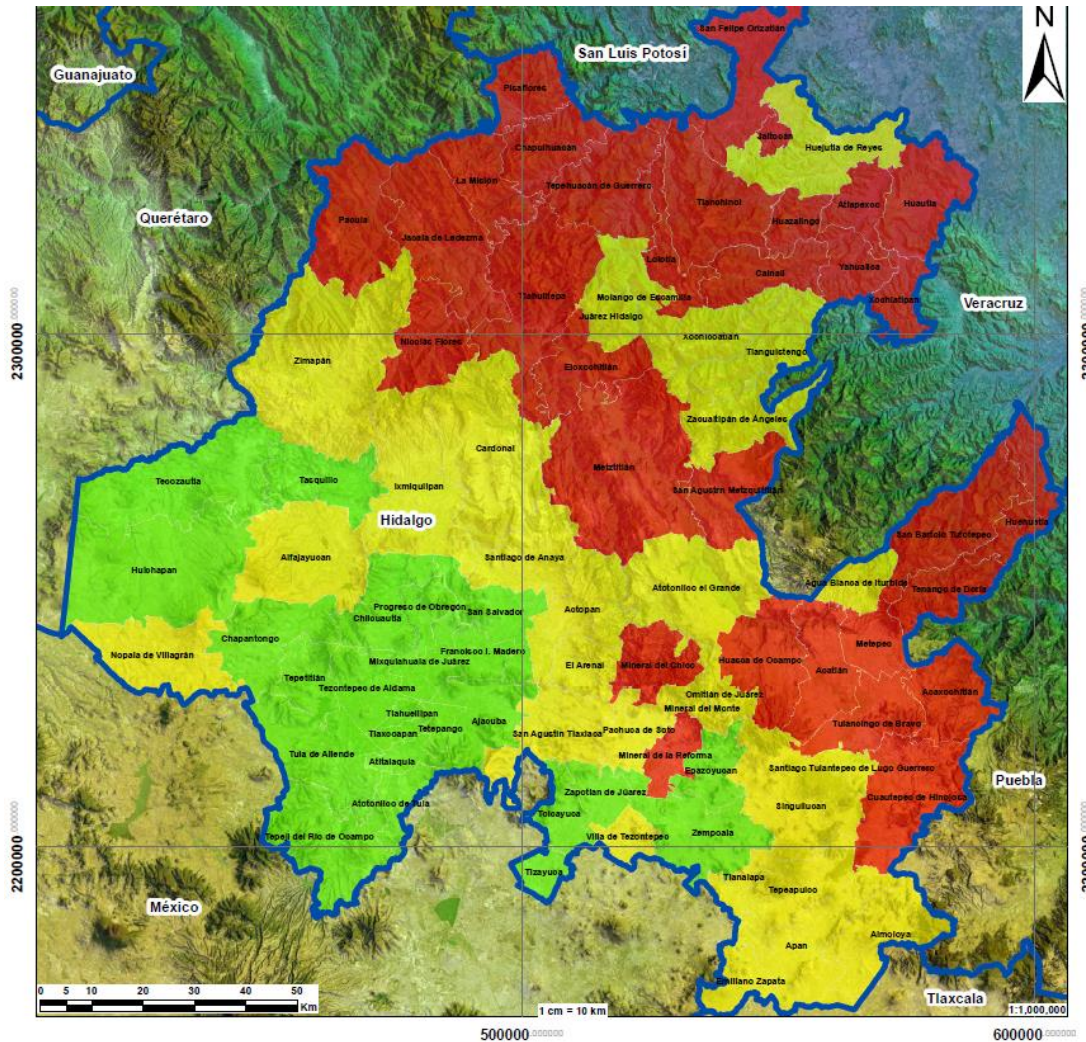 N
San Felipe Orizatlán
San Luis Potosí
Guanajuato
Pisaflores
Jaltocán
Huejutla de Reyes
Chapulhuacán
La Misión
Tepehuacán de Guerrero
Tlanchinol
Atlapexco
Huautla
Querétaro
Pacula
Huazalingo
Jacala de Ledezma
Lolotla
Calnali
Yahualica
Tlahuiltepa
Molango de Escamilla
Xochiatipan
Veracruz
Juárez Hidalgo
2300000
Nicolás Flores
Xochicoatlán
Tianguistengo
Zimapán
Eloxochitlán
Zacualtipán de Ángeles
Cardonal
Metztitlán
Tecozautla
Tasquillo
Ixmiquilpan
San Agustín Metzquititlán
Hidalgo
Huehuetla
San Bartolo Tutotepec
Alfajayucan
Santiago de Anaya
Huichapan
Atotonilco el Grande
Agua Blanca de Iturbide
Tenango de Doria
Progreso de Obregón
San Salvador
Actopan
Chilcuautla
Chapantongo
Metepec
Nopala de Villagrán
Francisco I. Madero
Mixquiahuala de Juárez
El Arenal
Mineral del Chico
Huasca de Ocampo
Acatlán
Tepetitlán
Tezontepec de Aldama
Omitlán de Juárez
Acaxochitlán
Mineral del Monte
Tlahuelilpan
Ajacuba
Tulancingo de Bravo
Tetepango
Tlaxcoapan
San Agustín Tlaxiaca
Pachuca de Soto
Tula de Allende
Atitalaquia
Mineral de la Reforma
Epazoyucan
Santiago Tulantepec de Lugo Guerrero
Puebla
Zapotlan de Júarez
Cuautepec de Hinojosa
Atotonilco de Tula
Singuilucan
Tolcayuca
Tepeji del Río de Ocampo
Villa de Tezontepec
Zempoala
2200000
Tizayuca
Tlanalapa
Tepeapulco
México
Almoloya
Apan
Emiliano Zapata
Tlaxcala
0 5 10 20 30 40 50
Km
1 cm = 10 km
1:1,000,000
500000.000000
600000.000000